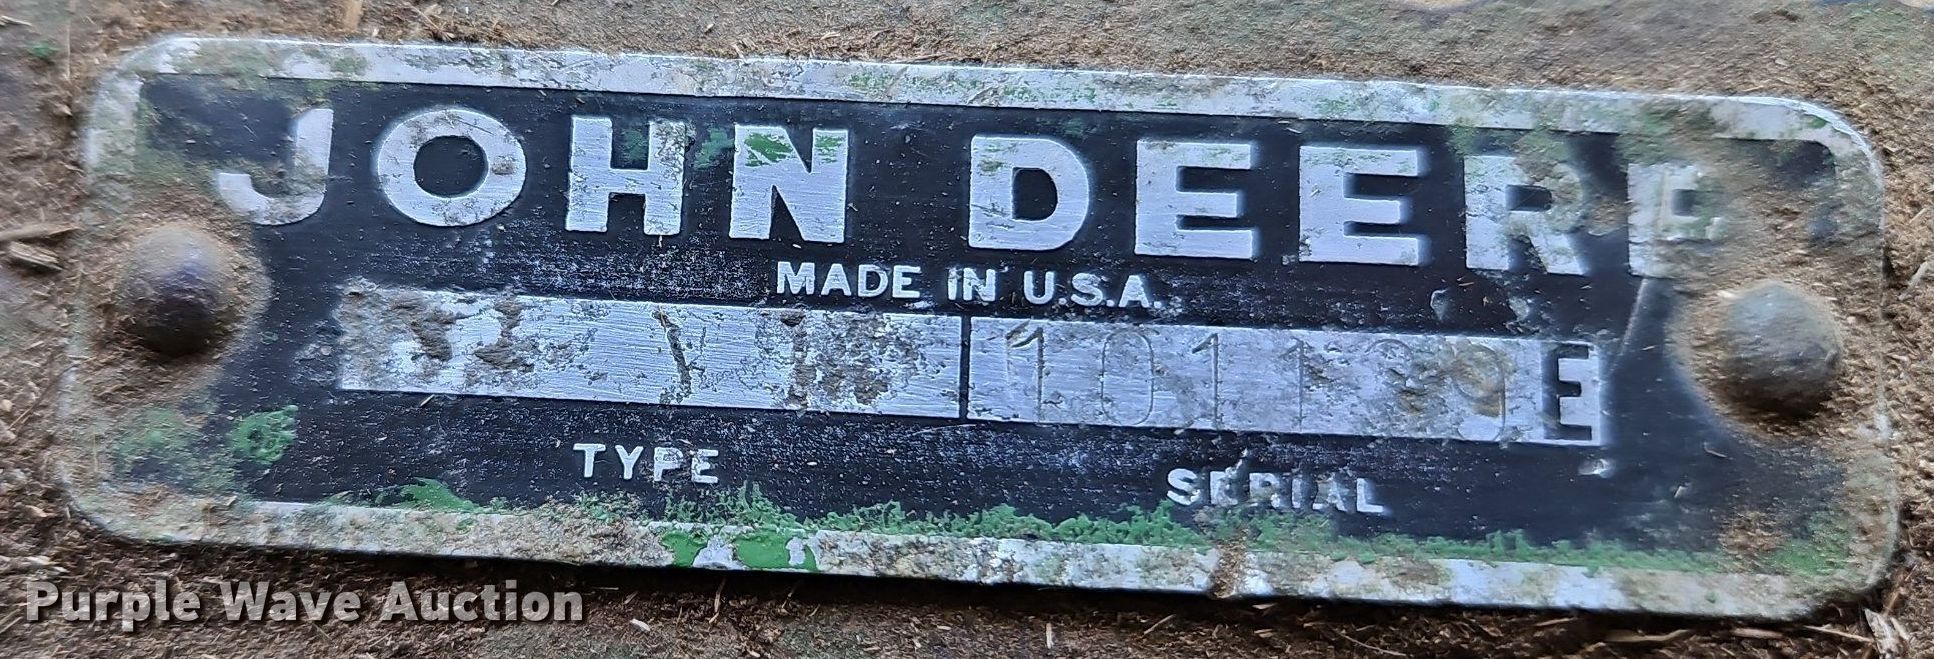 JOHN DEERE
MADE IN U.S.A.
E
TYPE SERIAL
Purple Wave Auction